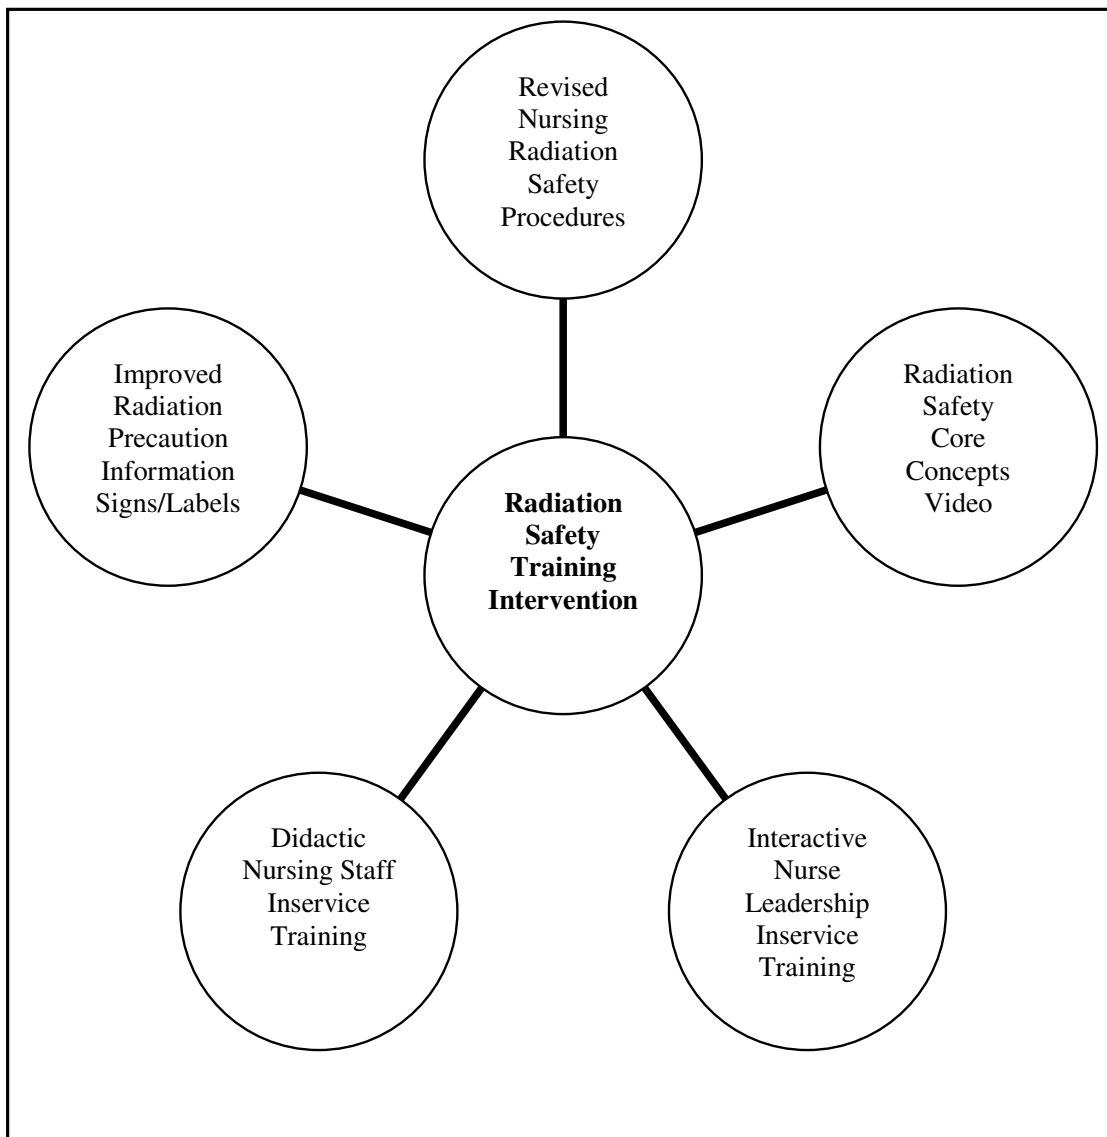 Revised
Nursing
Radiation
Safety
Procedures
Improved
Radiation
Precaution
Information
Signs/Labels
Radiation
Safety
Core
Concepts
Video
Radiation
Safety
Training
Intervention
Didactic
Nursing Staff
Inservice
Training
Interactive
Nurse
Leadership
Inservice
Training